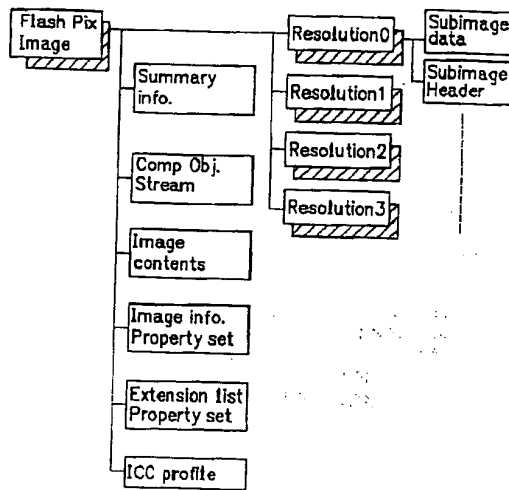 Flash Pix
Image
Resolution0
Subimage
data
Subimage
Header
Summary
info.
Resolution1
Comp Obj.
Stream
Resolution2
Resolution3
Image
contents
Image info.
Property set
Extension list
Property set
ICC profile